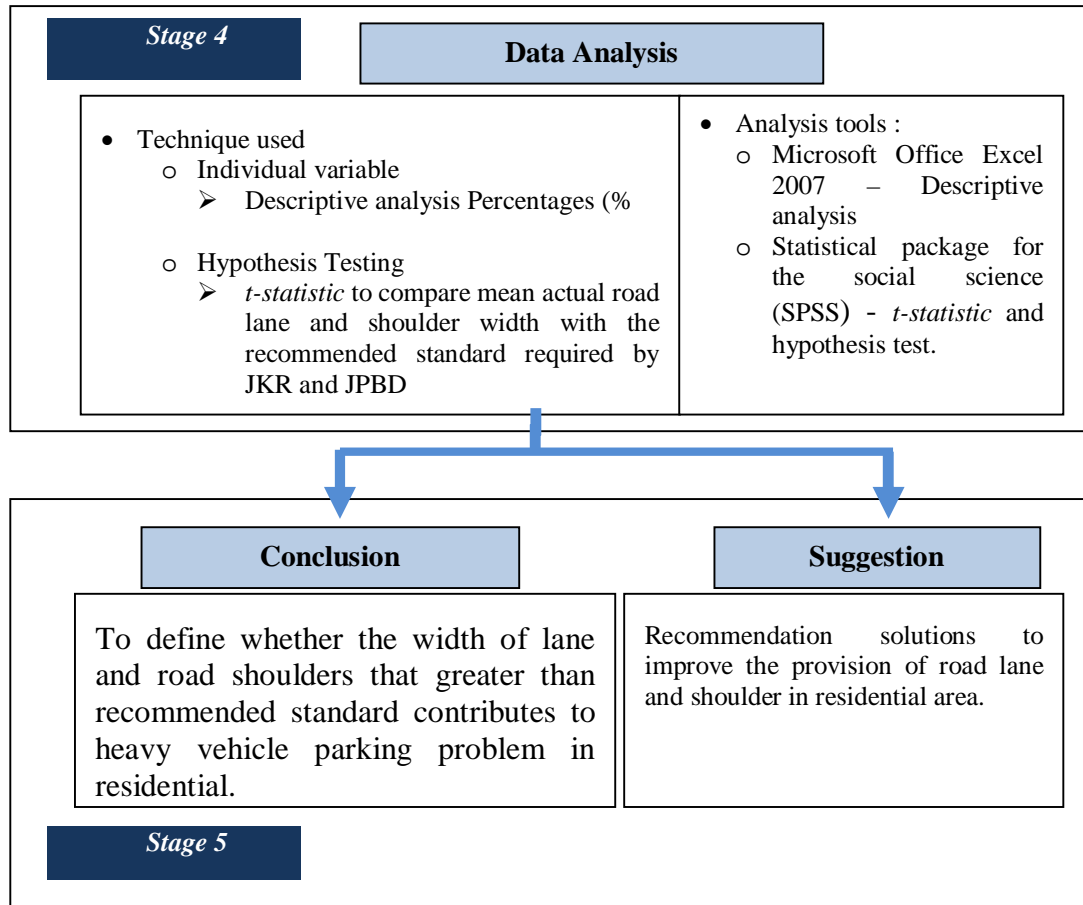 Stage 4
Data Analysis
• Technique used
o Individual variable
➢ Descriptive analysis Percentages (%
o Hypothesis Testing
➢ t-statistic to compare mean actual road
lane and shoulder width with the
recommended standard required by
JKR and JPBD
• Analysis tools :
o Microsoft Office Excel
2007 – Descriptive
analysis
o Statistical package for
the social science
(SPSS) - t-statistic and
hypothesis test.
Conclusion
To define whether the width of lane
and road shoulders that greater than
recommended standard contributes to
heavy vehicle parking problem in
residential.
Suggestion
Recommendation solutions to
improve the provision of road lane
and shoulder in residential area.
Stage 5